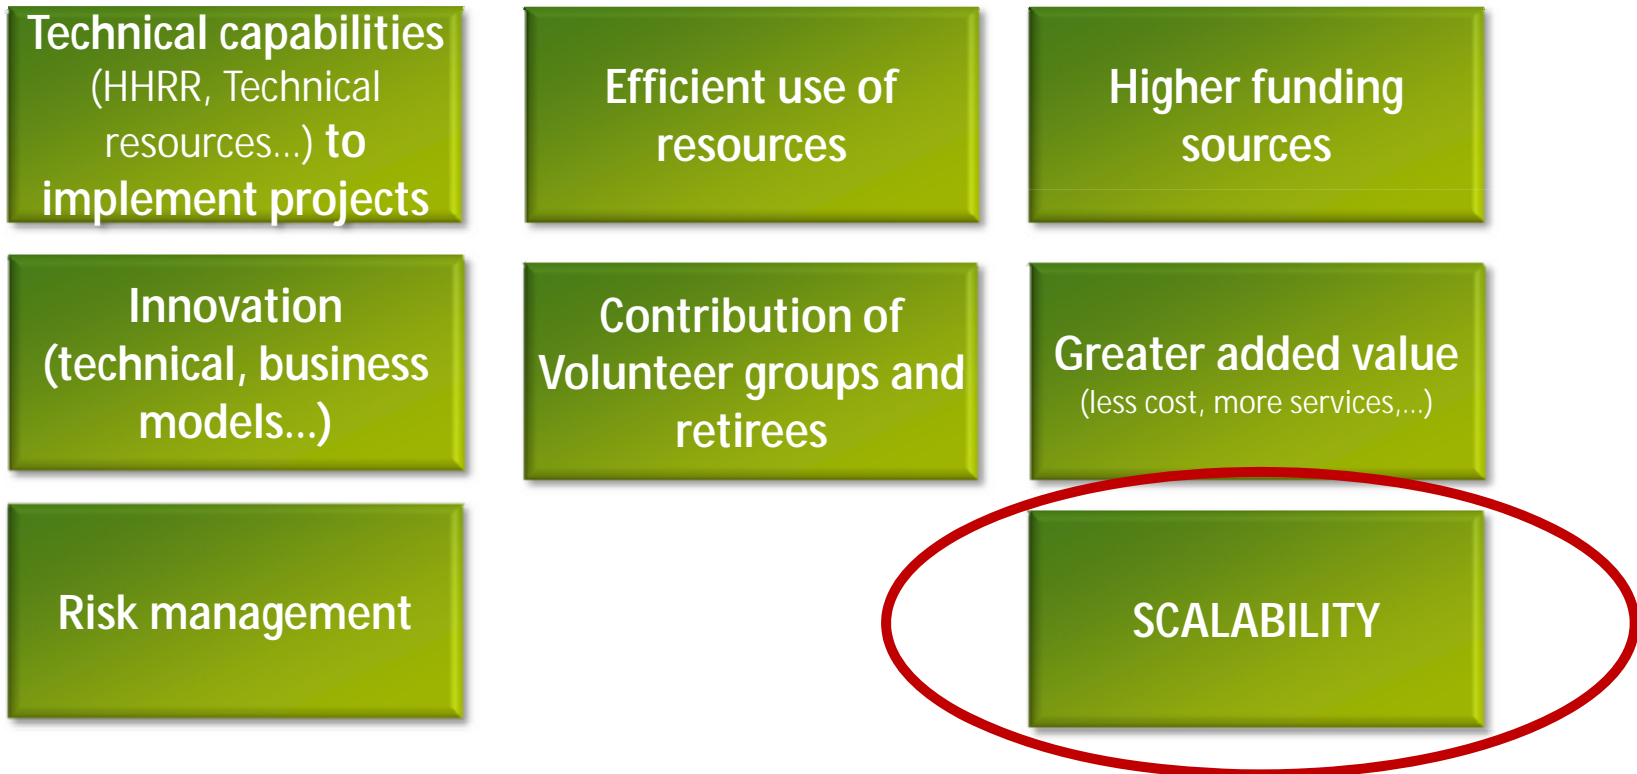 Technical capabilities
(HHRR, Technical
resources...) to
implement projects
Efficient use of
resources
Higher funding
sources
Innovation
(technical, business
models...)
Contribution of
Volunteer groups and
retirees
Greater added value
(less cost, more services,...)
Risk management
SCALABILITY